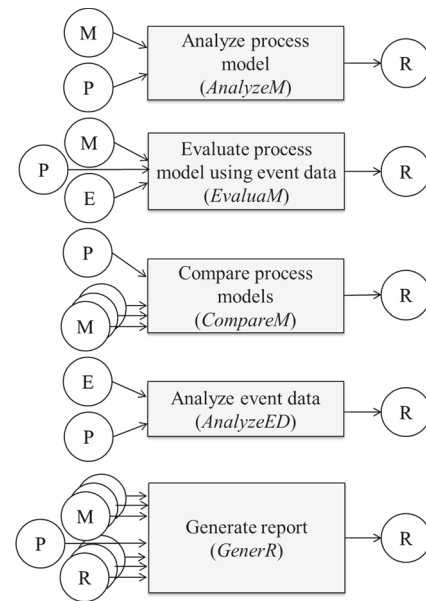 M
P
Analyze process
model
(AnalyzeM)
R
M
P
E
Evaluate process
model using event data
(EvaluaM)
R
P
M
Compare process
models
(CompareM)
R
E
P
Analyze event data
(AnalyzeED)
R
M
P
R
Generate report
(GenerR)
R